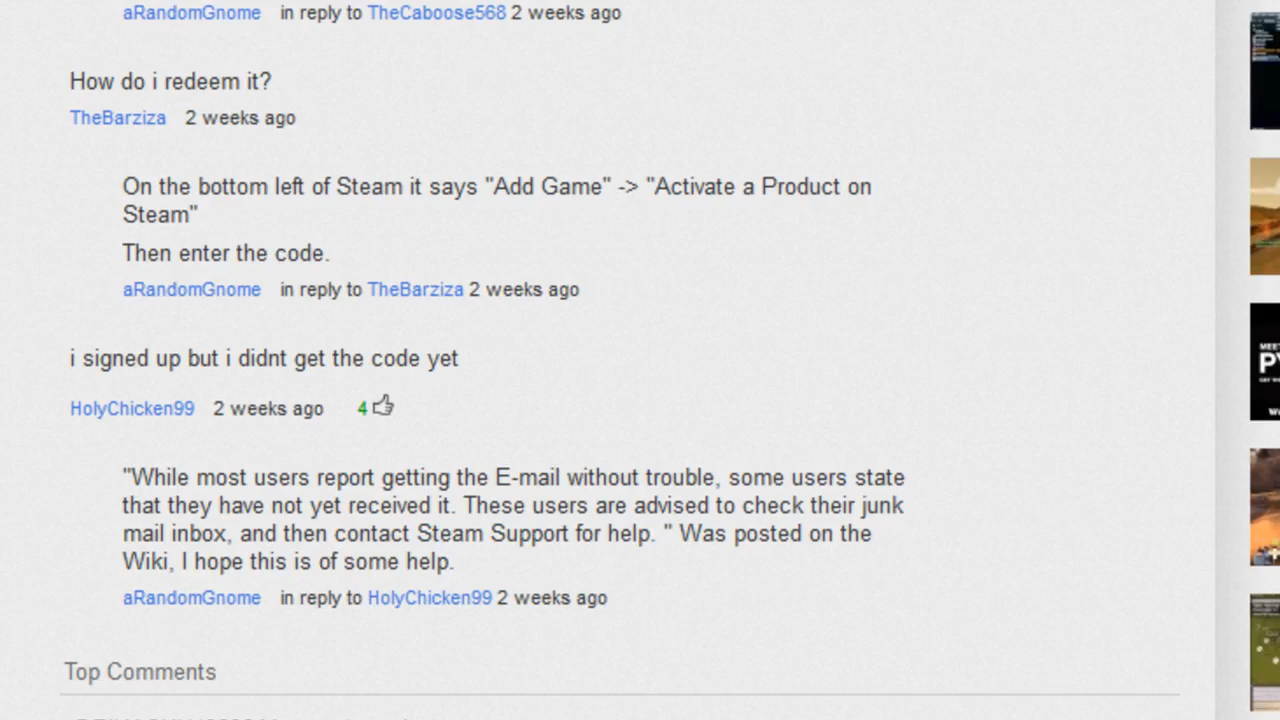 aRandomGnome in reply to TheCaboose568 2 weeks ago
How do i redeem it?
TheBarziza 2 weeks ago
On the bottom left of Steam it says "Add Game" -> "Activate a Product on
Steam"
Then enter the code.
aRandomGnome in reply to TheBarziza 2 weeks ago
i signed up but i didnt get the code yet
HolyChicken99 2 weeks ago 4
"While most users report getting the E-mail without trouble, some users state
that they have not yet received it. These users are advised to check their junk
mail inbox, and then contact Steam Support for help. " Was posted on the
Wiki, I hope this is of some help.
aRandomGnome in reply to HolyChicken99 2 weeks ago
Top Comments